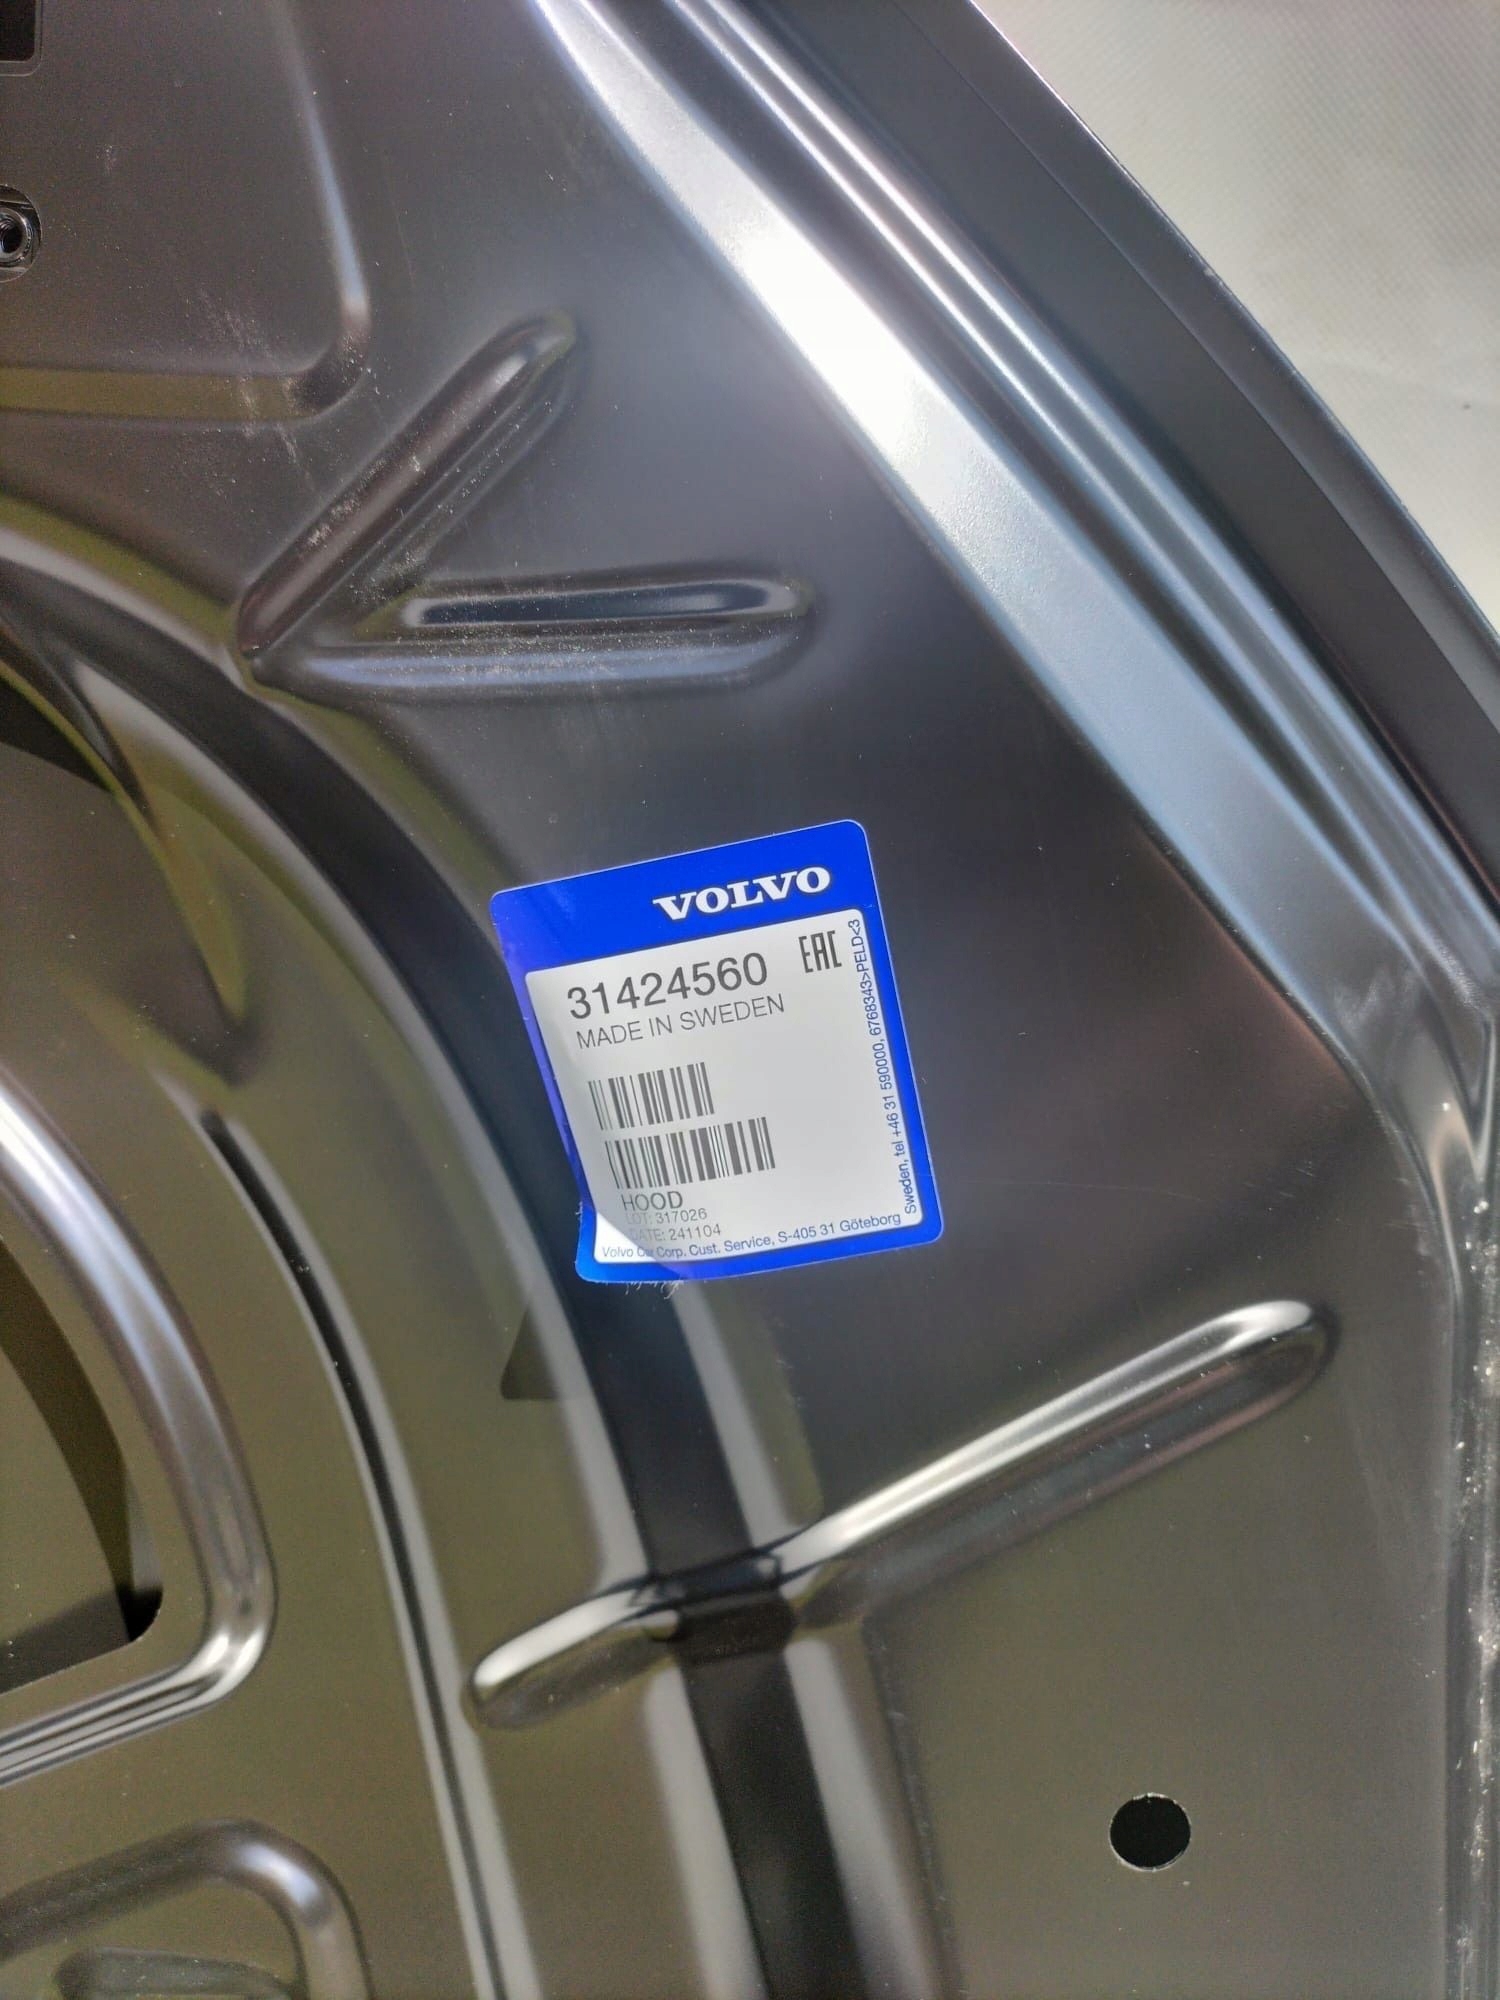 VOLVO
31424560 EAC
MADE IN SWEDEN
HOOD
LOT: 317026
DATE: 241104
Volvo Car Corp. Cust. Service, S-405 31 Göteborg
Sweden, tel +46 31 590000, 6768343>PELD<3